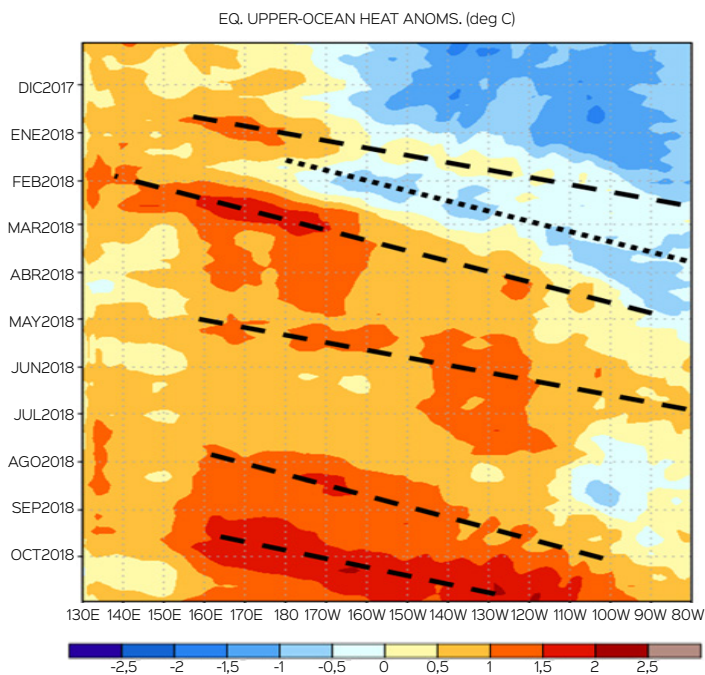 EQ. UPPER-OCEAN HEAT ANOMS. (deg C)
DIC2017
ENE2018
FEB2018
MAR2018
ABR2018
MAY2018
JUN2018
JUL2018
AGO2018
SEP2018
OCT2018
130E 140E 150E 160E 170E 180 170W 160W 150W 140W 130W 120W 110W 100W 90W 80W
-2,5 -2 -1,5 -1 -0,5 0 0,5 1 1,5 2 2,5